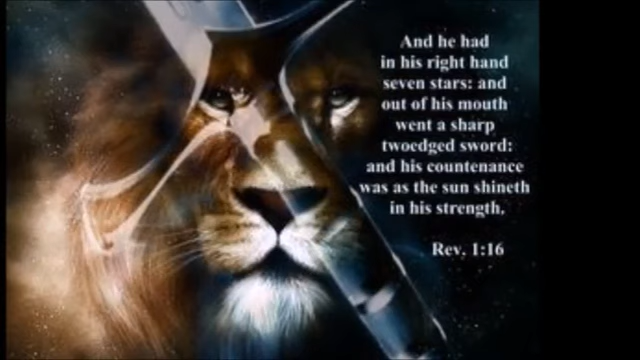 And he had
in his right hand
seven stars: and
out of his mouth
went a sharp
twoedged sword:
and his countenance
was as the sun shineth
in his strength.
Rev. 1:16